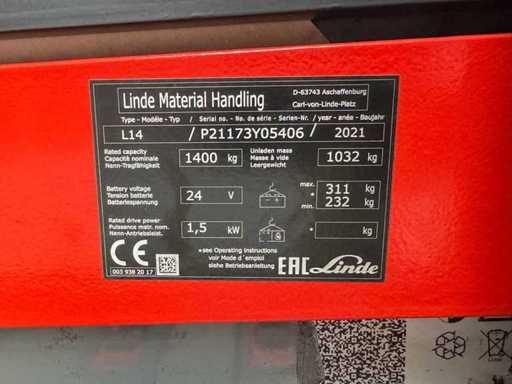 Linde Material Handling
D-63743 Aschaffenburg
Carl-von-Linde-Platz
Type - Modèle - Typ / Serial no. - No. de série - Serien-Nr. / year - anée - Baujahr
L14 / P21173Y05406 / 2021
Rated capacity
Capacité nominale
Nenn-Tragfähigkeit
1400 kg
Unladen mass
Masse à vide
Leergewicht
1032 kg
Battery voltage
Tension batterie
Batteriespannung
24 V
max. 311 kg
*
min. 232 kg
Rated drive power
Puissance motr. nom.
Nenn-Antriebsleist.
1,5 kW
* kg
*see Operating instructions
voir Mode d´emploi
siehe Betriebsanleitung
CE
003 938 20 17
EAC Linde